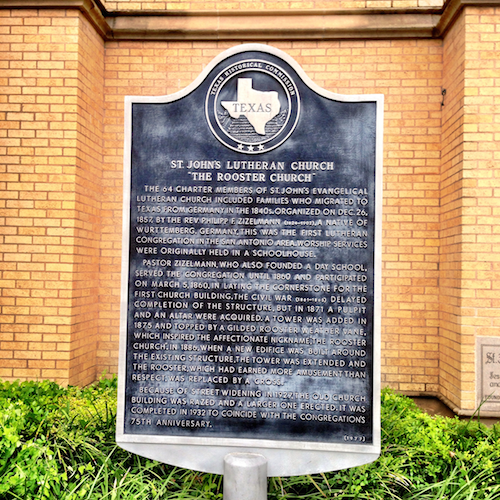 TEXAS HISTORICAL COMMISSION
TEXAS
ST. JOHN'S LUTHERAN CHURCH
"THE ROOSTER CHURCH"
THE 64 CHARTER MEMBERS OF ST. JOHN'S EVANGELICAL
LUTHERAN CHURCH INCLUDED FAMILIES WHO MIGRATED TO
TEXAS FROM GERMANY IN THE 1840s. ORGANIZED ON DEC. 26,
1857, BY THE REV. PHILIP F. ZIZELMANN, A NATIVE OF
WURTTEMBERG, GERMANY, THIS WAS THE FIRST LUTHERAN
CONGREGATION IN THE SAN ANTONIO AREA. WORSHIP SERVICES
WERE ORIGINALLY HELD IN A SCHOOLHOUSE.
PASTOR ZIZELMANN, WHO ALSO FOUNDED A DAY SCHOOL,
SERVED THE CONGREGATION UNTIL 1860 AND PARTICIPATED
ON MARCH 5, 1860, IN LAYING THE CORNERSTONE FOR THE
FIRST CHURCH BUILDING. THE CIVIL WAR (1861-1865) DELAYED
COMPLETION OF THE STRUCTURE, BUT IN 1871 A PULPIT
AND AN ALTAR WERE ACQUIRED. A TOWER WAS ADDED IN
1875 AND TOPPED BY A GILDED ROOSTER WEATHER VANE,
WHICH INSPIRED THE AFFECTIONATE NICKNAME, THE ROOSTER
CHURCH. IN 1886, WHEN A NEW EDIFICE WAS BUILT AROUND
THE EXISTING STRUCTURE, THE TOWER WAS EXTENDED AND
THE ROOSTER, WHICH HAD EARNED MORE AMUSEMENT THAN
RESPECT, WAS REPLACED BY A CROSS.
BECAUSE OF STREET WIDENING IN 1927, THE OLD CHURCH
BUILDING WAS RAZED AND A LARGER ONE ERECTED. IT WAS
COMPLETED IN 1932 TO COINCIDE WITH THE CONGREGATION'S
75TH ANNIVERSARY.
(1977)
St.